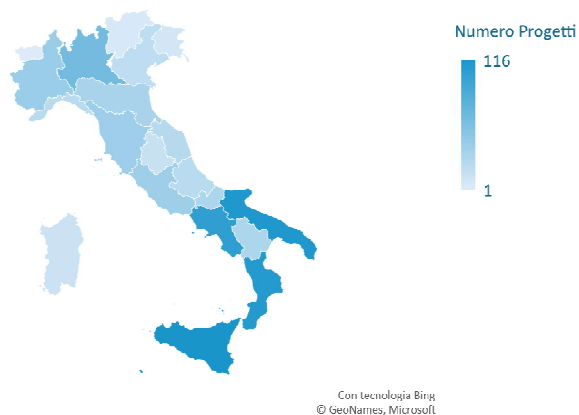 Numero Progetti
116
1
Con tecnologia Bing
© GeoNames, Microsoft